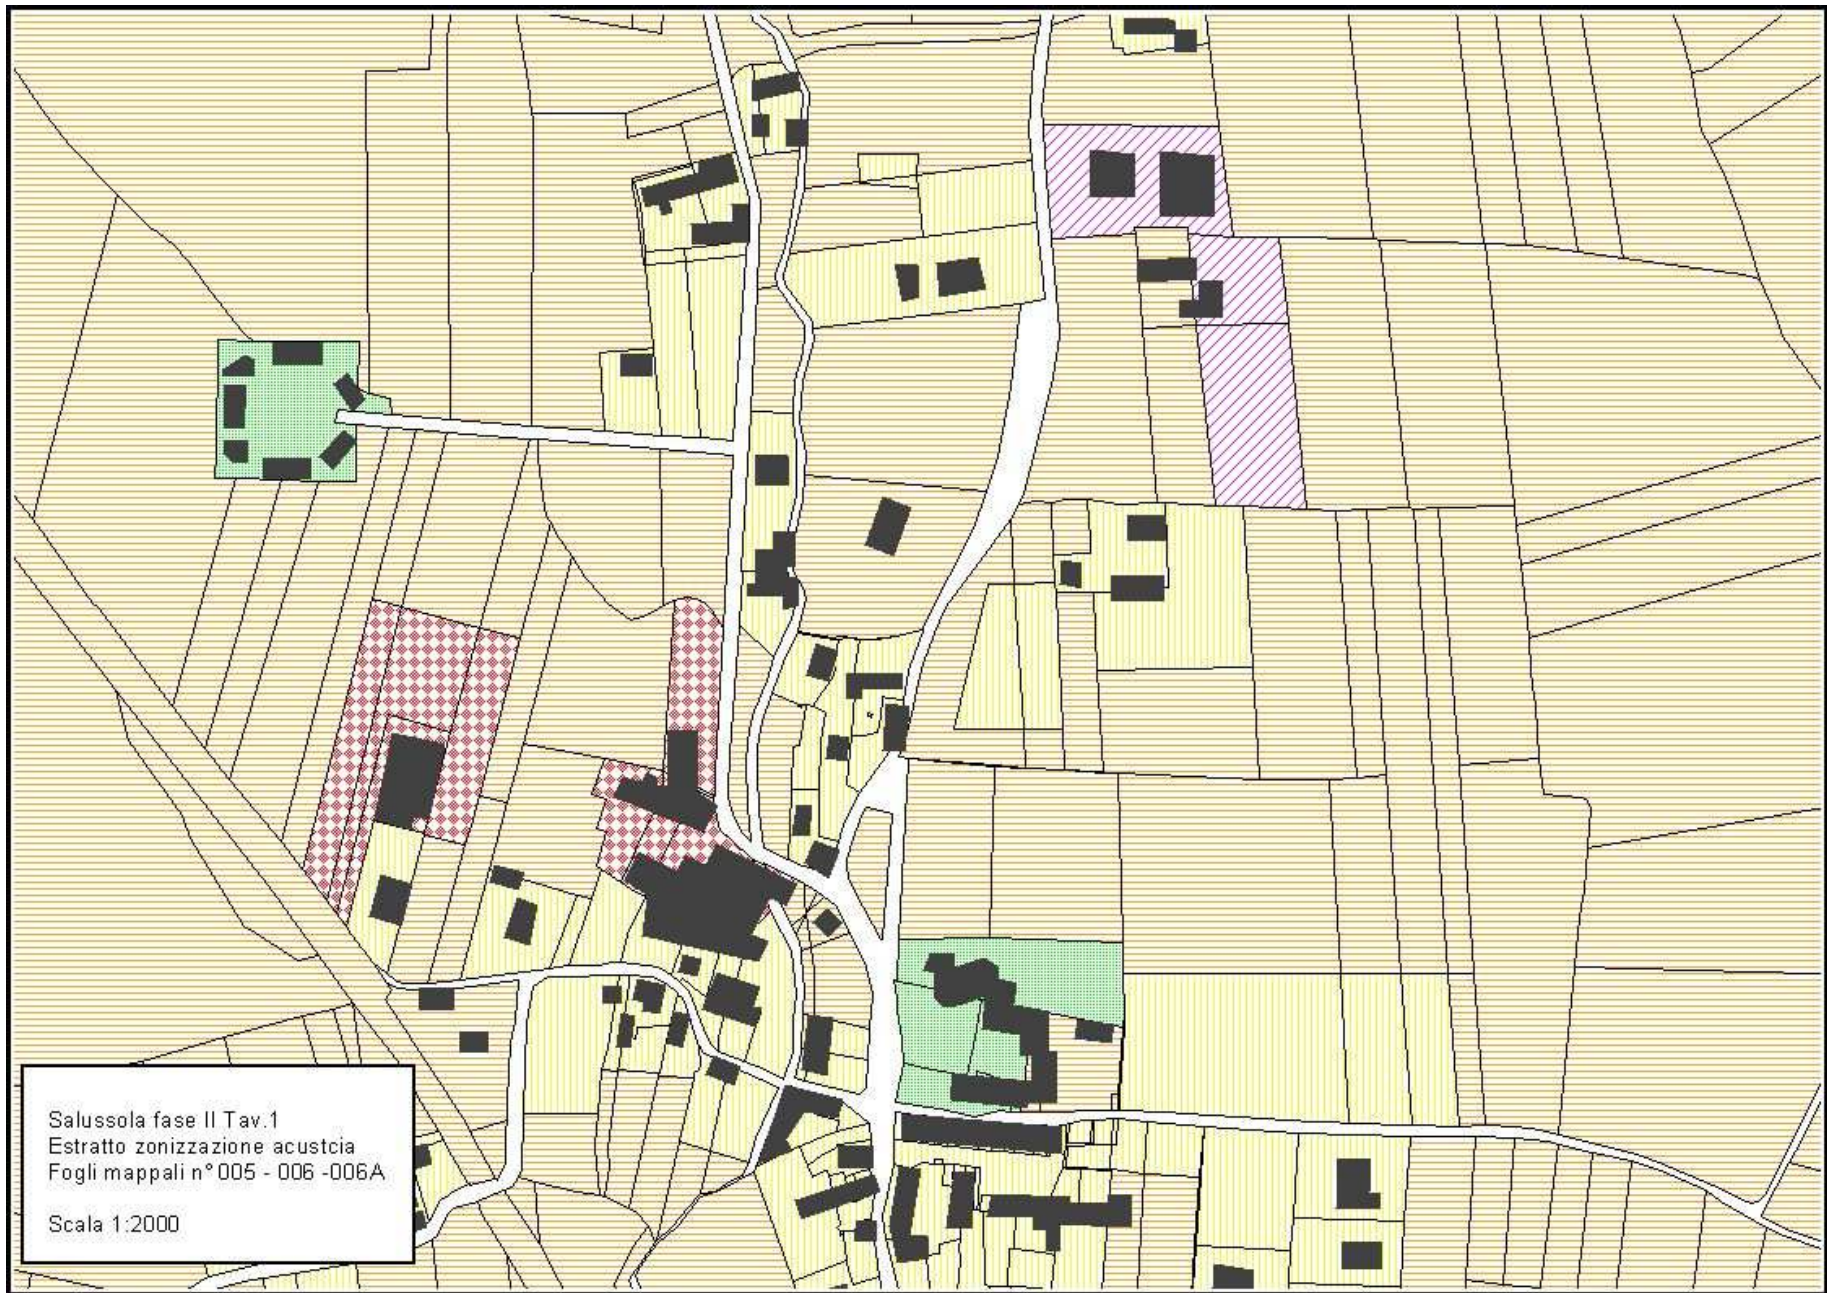 Salussola fase II Tav.1
Estratto zonizzazione acustcia
Fogli mappali n° 005 - 006 -006A
Scala 1:2000